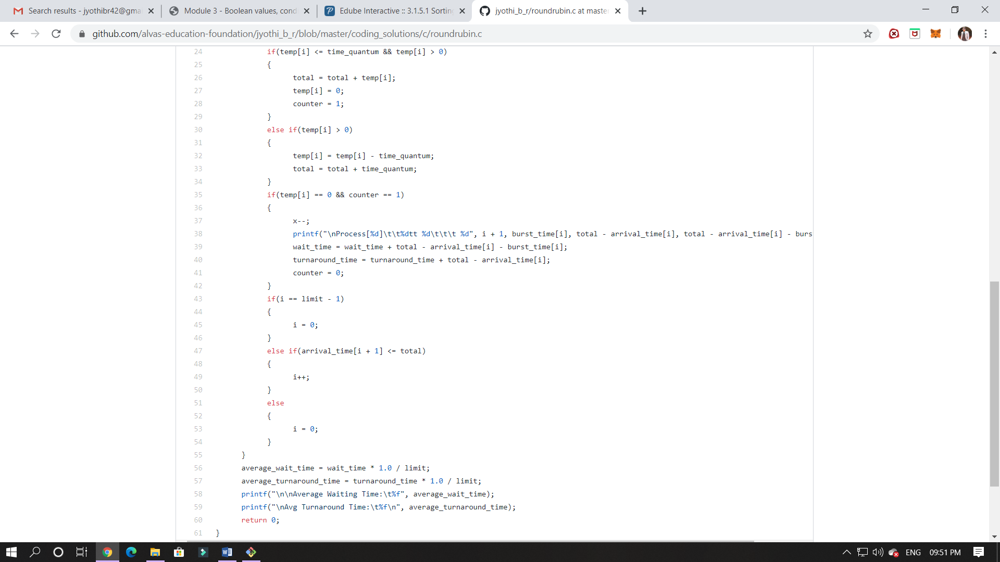 Search results - jyothibr42@gmai
Module 3 - Boolean values, cond
Edube Interactive :: 3.1.5.1 Sorting
jyothi_b_r/roundrubin.c at master
github.com/alvas-education-foundation/jyothi_b_r/blob/master/coding_solutions/c/roundrubin.c
24 if(temp[i] <= time_quantum && temp[i] > 0)
25 {
26 total = total + temp[i];
27 temp[i] = 0;
28 counter = 1;
29 }
30 else if(temp[i] > 0)
31 {
32 temp[i] = temp[i] - time_quantum;
33 total = total + time_quantum;
34 }
35 if(temp[i] == 0 && counter == 1)
36 {
37 x--;
38 printf("\nProcess[%d]\t\t%dtt %d\t\t\t %d", i + 1, burst_time[i], total - arrival_time[i], total - arrival_time[i] - burs
39 wait_time = wait_time + total - arrival_time[i] - burst_time[i];
40 turnaround_time = turnaround_time + total - arrival_time[i];
41 counter = 0;
42 }
43 if(i == limit - 1)
44 {
45 i = 0;
46 }
47 else if(arrival_time[i + 1] <= total)
48 {
49 i++;
50 }
51 else
52 {
53 i = 0;
54 }
55 }
56 average_wait_time = wait_time * 1.0 / limit;
57 average_turnaround_time = turnaround_time * 1.0 / limit;
58 printf("\n\nAverage Waiting Time:\t%f", average_wait_time);
59 printf("\nAvg Turnaround Time:\t%f\n", average_turnaround_time);
60 return 0;
61 }
ENG 09:51 PM